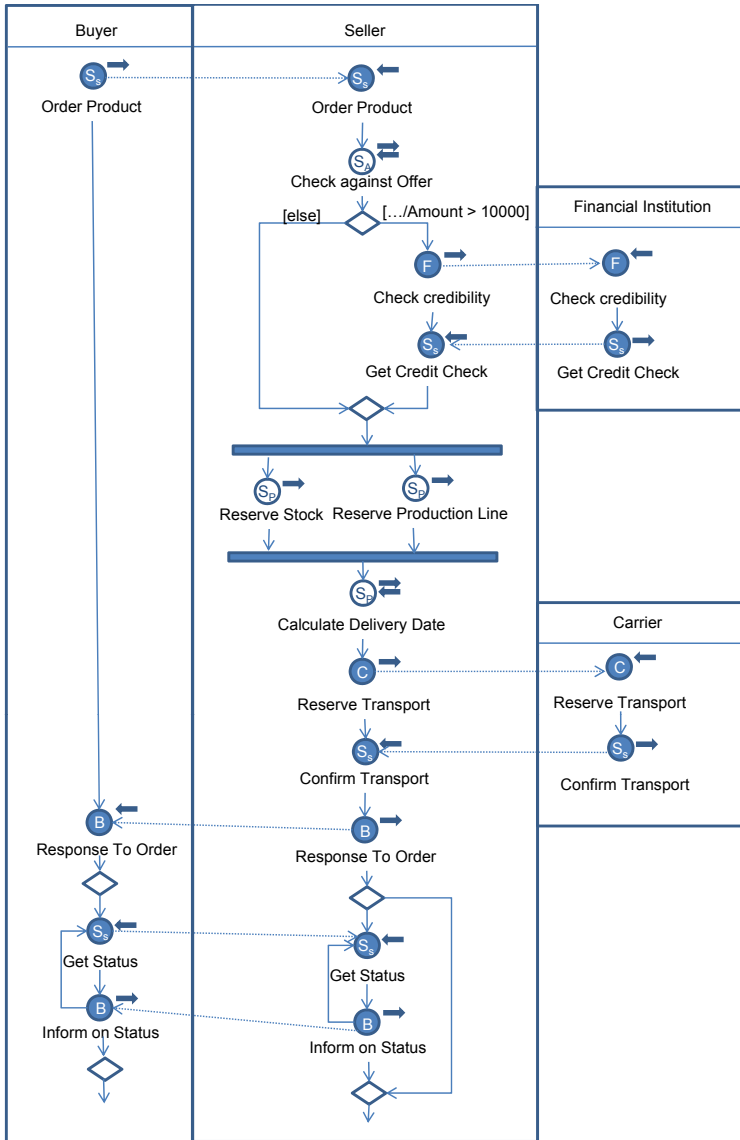 Buyer
Seller
Ss
Ss
Order Product
Order Product
SA
Check against Offer
[else]
[…/Amount > 10000]
Financial Institution
F
F
Check credibility
Check credibility
Ss
Ss
Get Credit Check
Get Credit Check
SP
SP
Reserve Stock
Reserve Production Line
SP
Calculate Delivery Date
Carrier
C
C
Reserve Transport
Reserve Transport
Ss
Ss
Confirm Transport
Confirm Transport
B
B
Response To Order
Response To Order
Ss
Ss
Get Status
Get Status
B
B
Inform on Status
Inform on Status